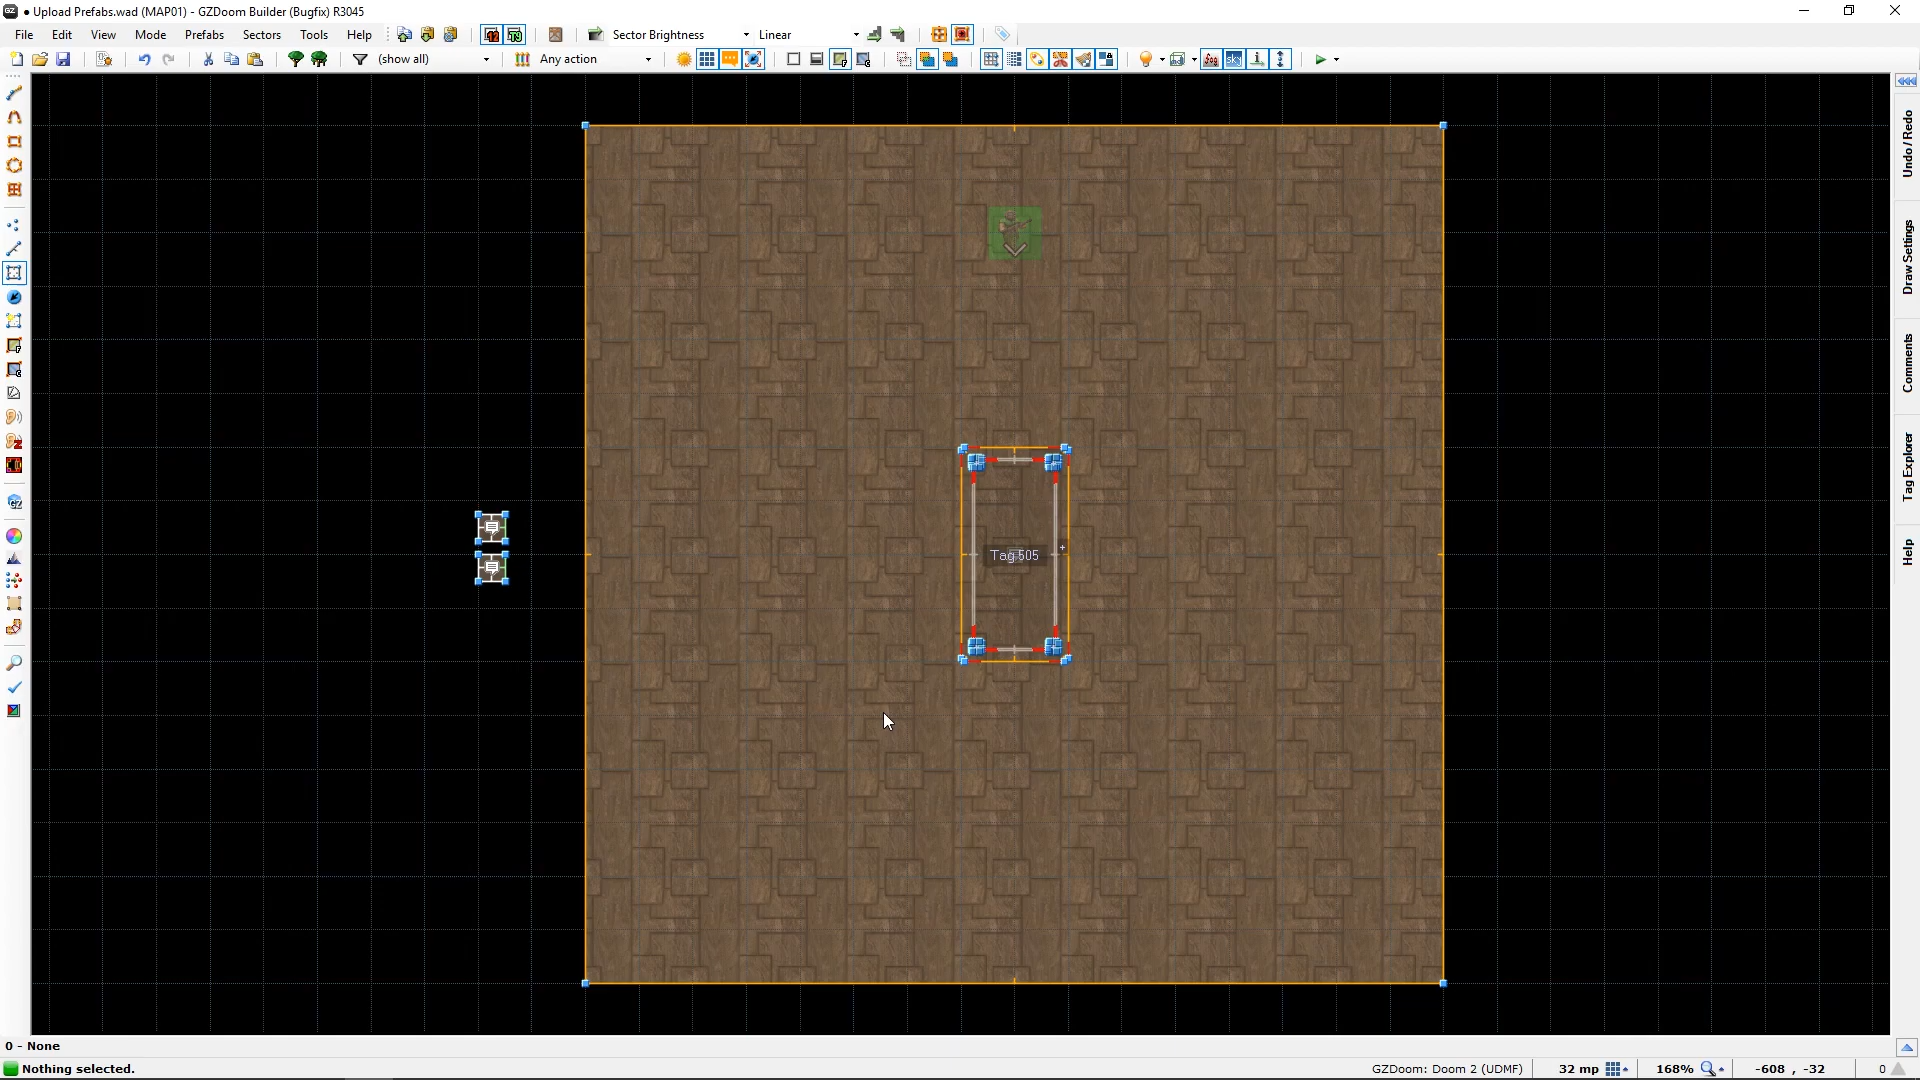 • Upload Prefabs.wad (MAP01) - GZDoom Builder (Bugfix) R3045
File Edit View Mode Prefabs Sectors Tools Help Sector Brightness Linear
(show all) Any action
Undo / Redo
Draw Settings
Comments
Tag Explorer
Help
Tag 505
0 - None
Nothing selected. GZDoom: Doom 2 (UDMF) 32 mp 168% -608 , -32 0